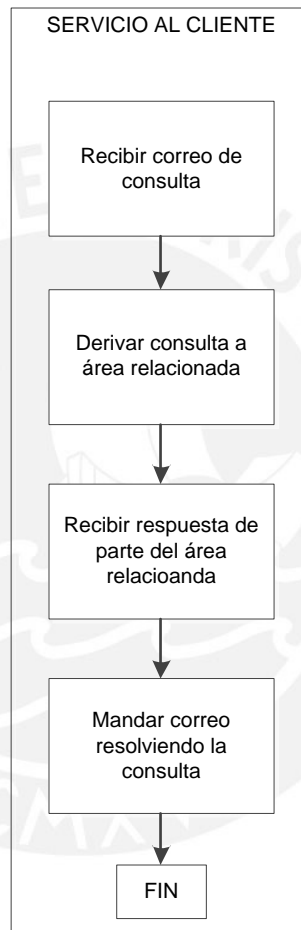 SERVICIO AL CLIENTE
Recibir correo de
consulta
Derivar consulta a
área relacionada
Recibir respuesta de
parte del área
relacioanda
Mandar correo
resolviendo la
consulta
FIN